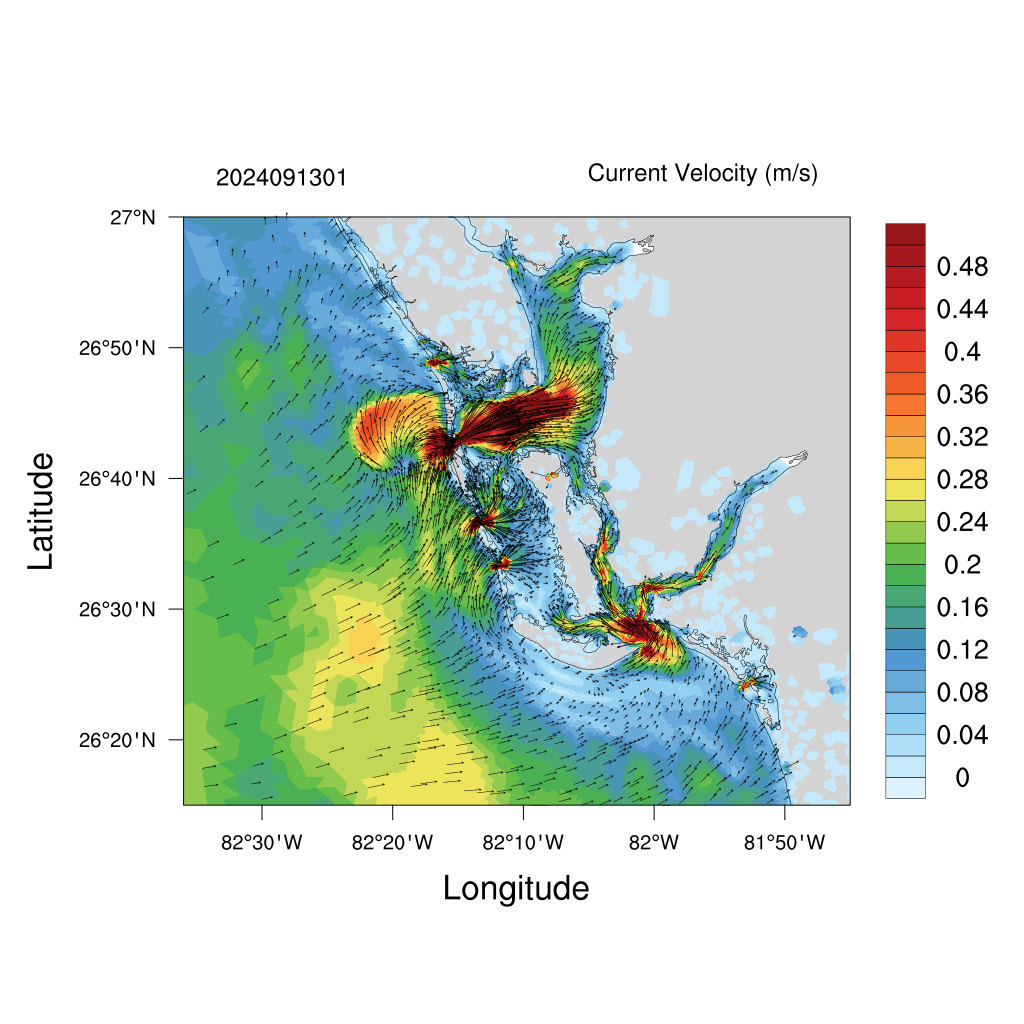 2024091301
Current Velocity (m/s)
27°N
26°50'N
26°40'N
26°30'N
26°20'N
Latitude
82°30'W
82°20'W
82°10'W
82°W
81°50'W
Longitude
0.48
0.44
0.4
0.36
0.32
0.28
0.24
0.2
0.16
0.12
0.08
0.04
0